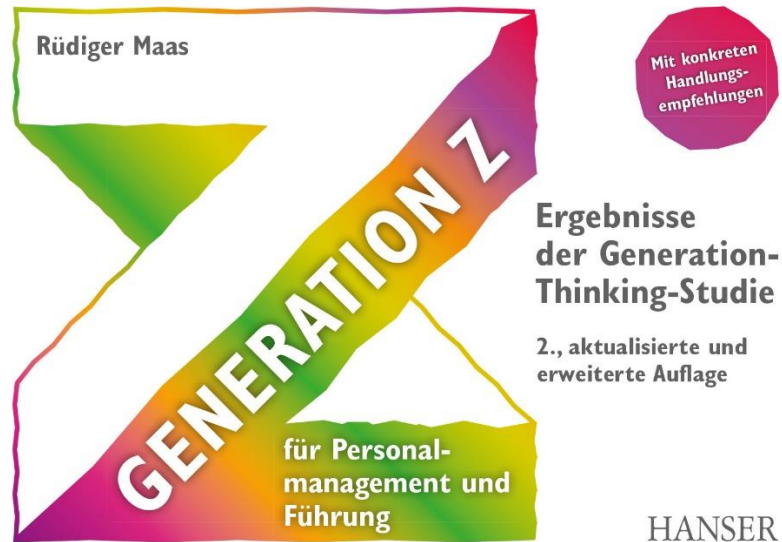 Rüdiger Maas
Mit konkreten
Handlungs-
empfehlungen
GENERATION Z
für Personal-
management und
Führung
Ergebnisse
der Generation-
Thinking-Studie
2., aktualisierte und
erweiterte Auflage
HANSER